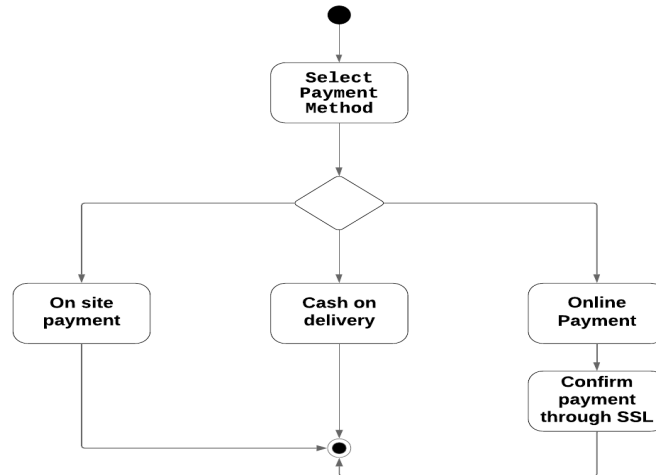 Select
Payment
Method
On site
payment
Cash on
delivery
Online
Payment
Confirm
payment
through SSL